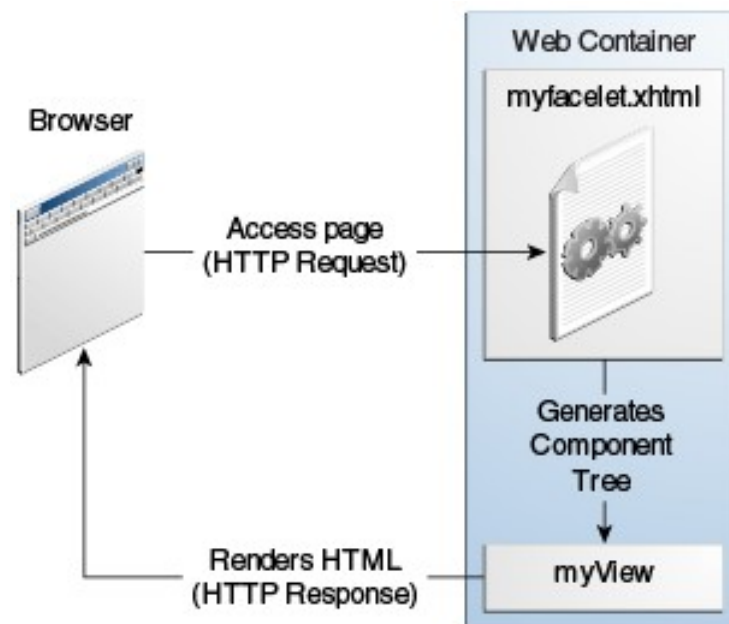 Web Container
myfacelet.xhtml
Browser
Access page
(HTTP Request)
Generates
Component
Tree
Renders HTML
(HTTP Response)
myView